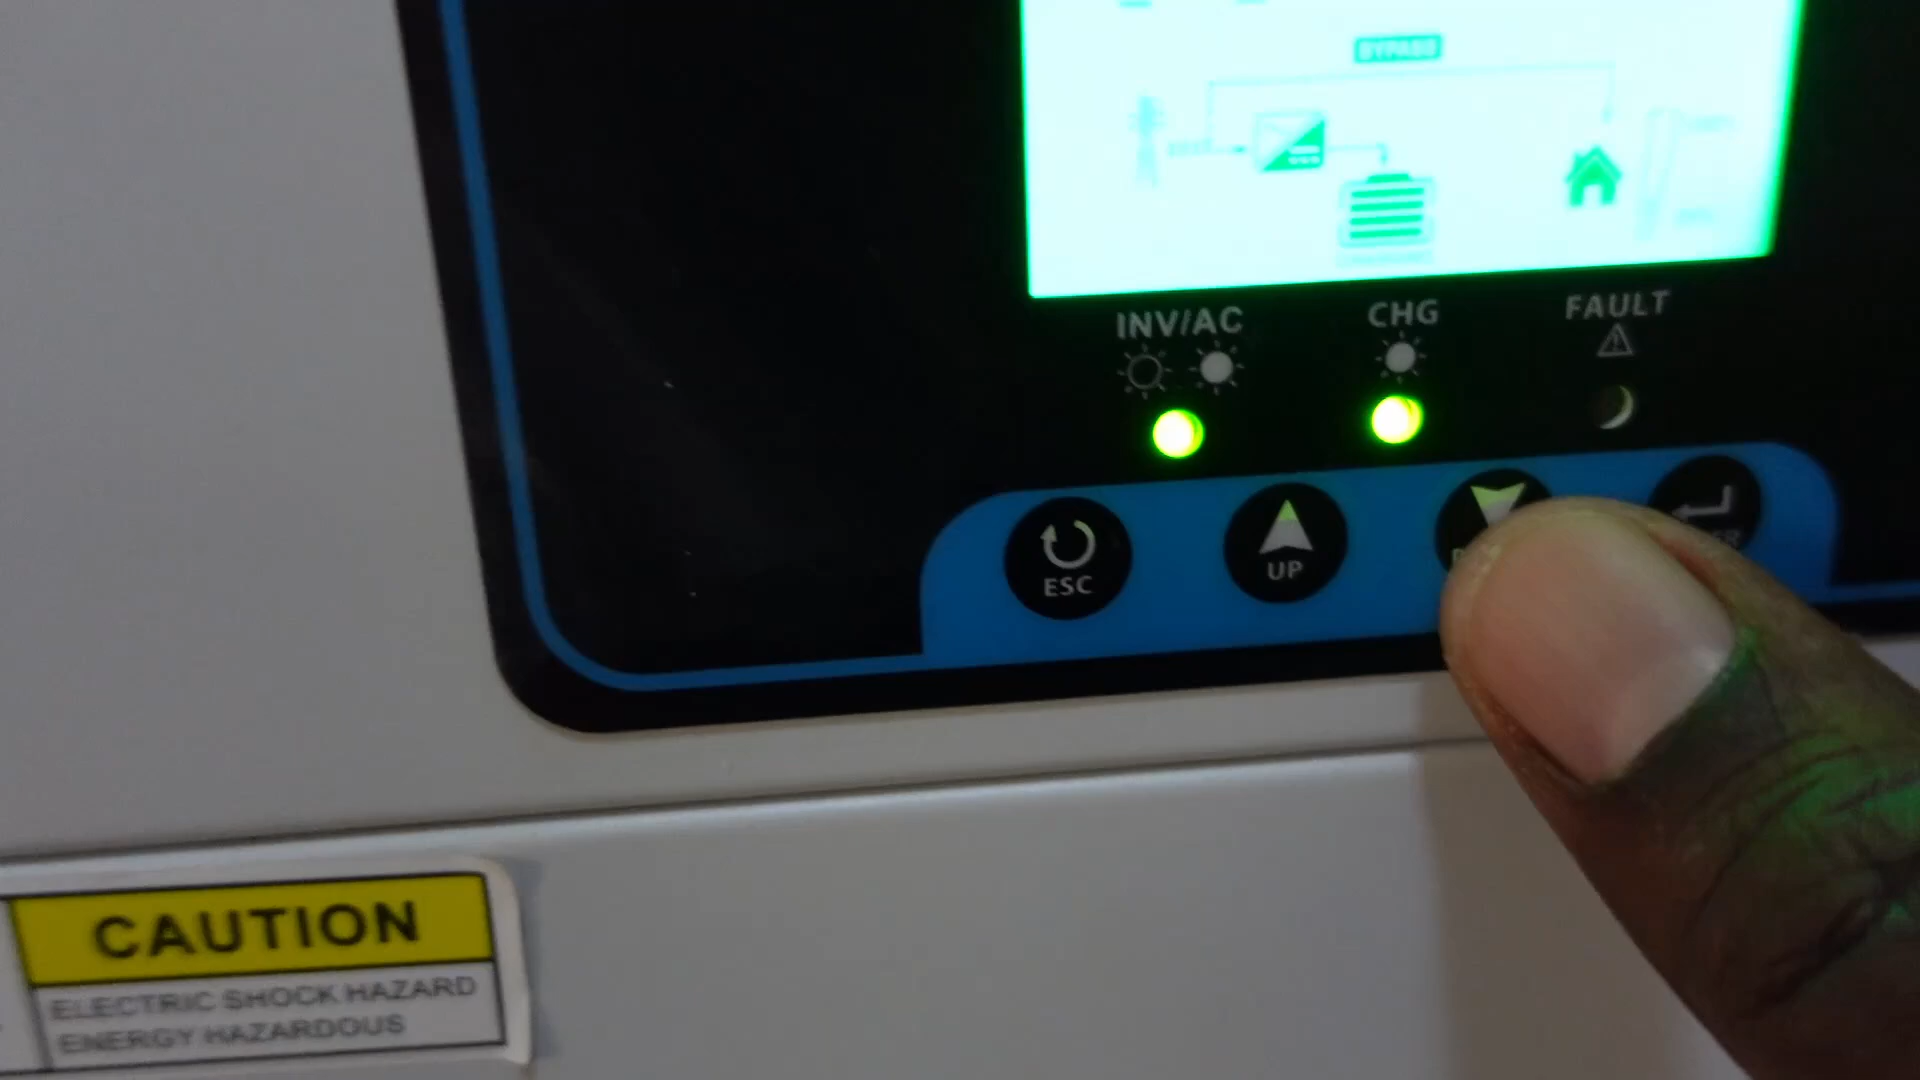 BYPASS
INV/AC
CHG
FAULT
ESC
UP
CAUTION
ELECTRIC SHOCK HAZARD
ENERGY HAZARDOUS